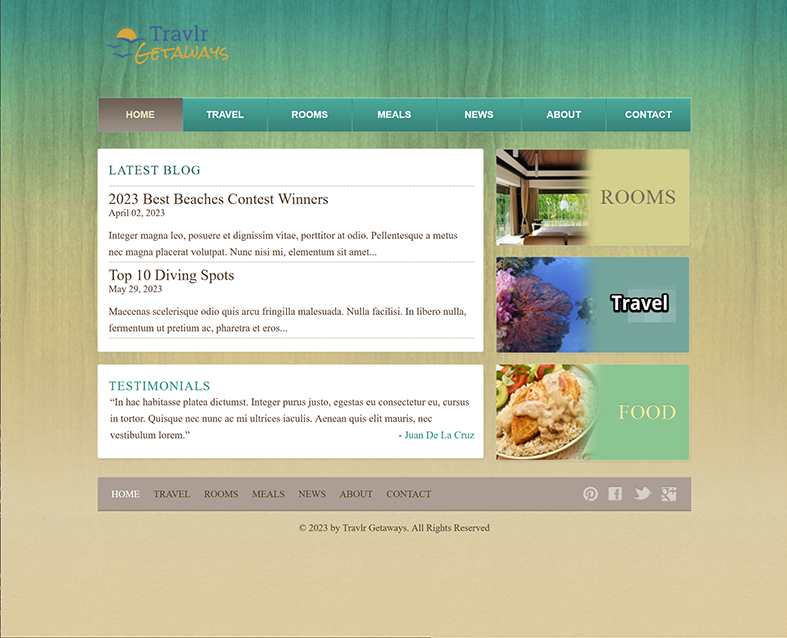 Travlr
Getaways
HOME TRAVEL ROOMS MEALS NEWS ABOUT CONTACT
LATEST BLOG
2023 Best Beaches Contest Winners
April 02, 2023
Integer magna leo, posuere et dignissim vitae, porttitor at odio. Pellentesque a metus
nec magna placerat volutpat. Nunc nisi mi, elementum sit amet...
Top 10 Diving Spots
May 29, 2023
Maecenas scelerisque odio quis arcu fringilla malesuada. Nulla facilisi. In libero nulla,
fermentum ut pretium ac, pharetra et eros...
TESTIMONIALS
“In hac habitasse platea dictumst. Integer purus justo, egestas eu consectetur eu, cursus
in tortor. Quisque nec nunc ac mi ultrices iaculis. Aenean quis elit mauris, nec
vestibulum lorem.” - Juan De La Cruz
ROOMS
Travel
FOOD
HOME TRAVEL ROOMS MEALS NEWS ABOUT CONTACT
© 2023 by Travlr Getaways. All Rights Reserved